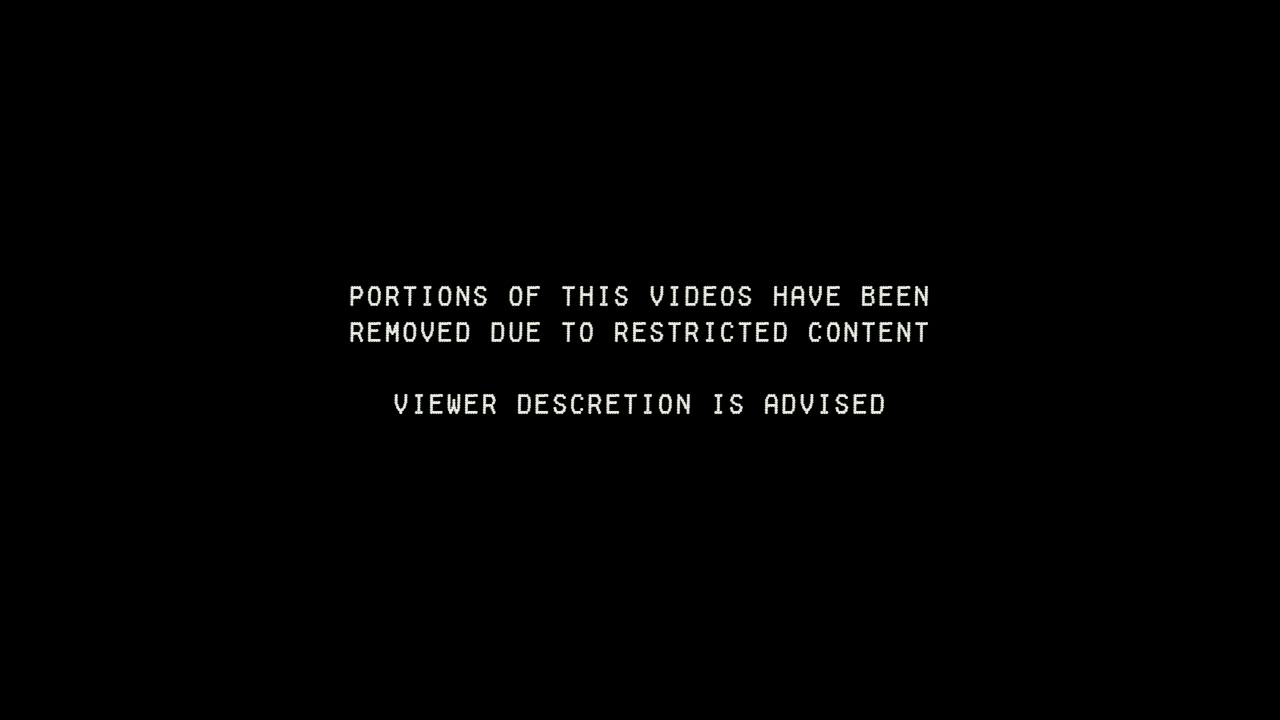 PORTIONS OF THIS VIDEOS HAVE BEEN
REMOVED DUE TO RESTRICTED CONTENT
VIEWER DESCRETION IS ADVISED